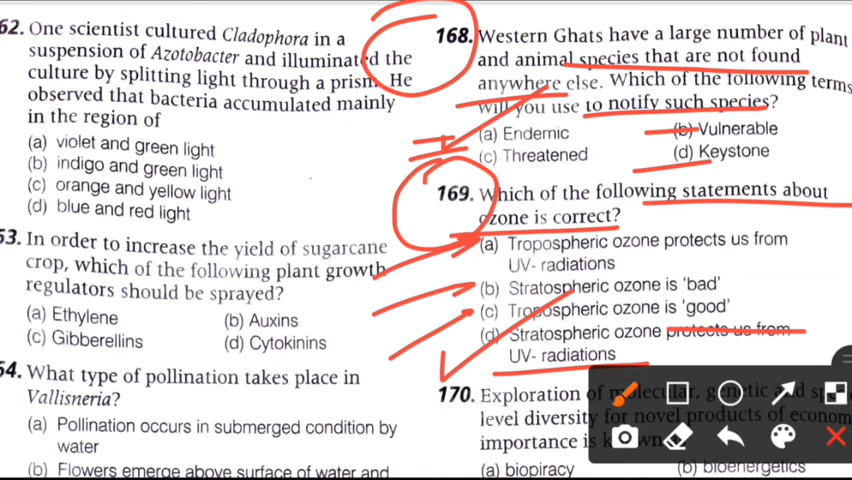 62. One scientist cultured Cladophora in a
suspension of Azotobacter and illuminated the
culture by splitting light through a prism. He
observed that bacteria accumulated mainly
in the region of
(a) violet and green light
(b) indigo and green light
(c) orange and yellow light
(d) blue and red light
63. In order to increase the yield of sugarcane
crop, which of the following plant growth
regulators should be sprayed?
(a) Ethylene (b) Auxins
(c) Gibberellins (d) Cytokinins
64. What type of pollination takes place in
Vallisneria?
(a) Pollination occurs in submerged condition by
water
(b) Flowers emerge above surface of water and
168. Western Ghats have a large number of plant
and animal species that are not found
anywhere else. Which of the following terms
will you use to notify such species?
(a) Endemic (b) Vulnerable
(c) Threatened (d) Keystone
169. Which of the following statements about
ozone is correct?
(a) Tropospheric ozone protects us from
UV- radiations
(b) Stratospheric ozone is 'bad'
(c) Tropospheric ozone is 'good'
(d) Stratospheric ozone protects us from
UV- radiations
170. Exploration of molecular, genetic and
level diversity for novel products of econom
importance is known
(a) biopiracy (b) bioenergetics